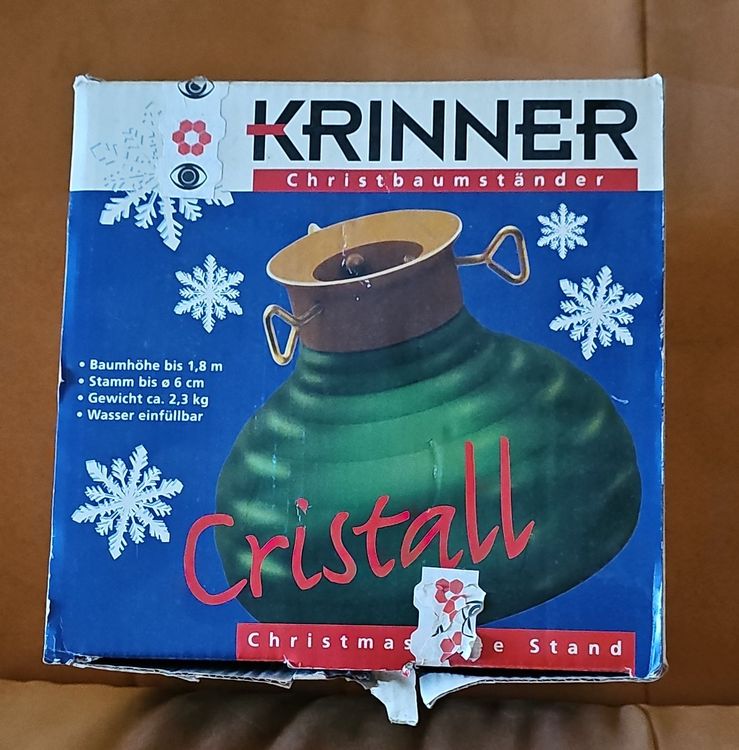 KRINNER
Christbaumständer
• Baumhöhe bis 1,8 m
• Stamm bis ø 6 cm
• Gewicht ca. 2,3 kg
• Wasser einfüllbar
Cristall
Christmas e Stand